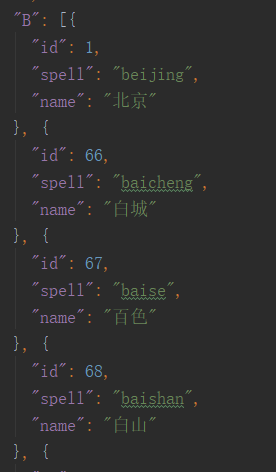 "B": [{
"id": 1,
"spell": "beijing",
"name": "北京"
}, {
"id": 66,
"spell": "baicheng",
"name": "白城"
}, {
"id": 67,
"spell": "baise",
"name": "百色"
}, {
"id": 68,
"spell": "baishan",
"name": "白山"
}, {